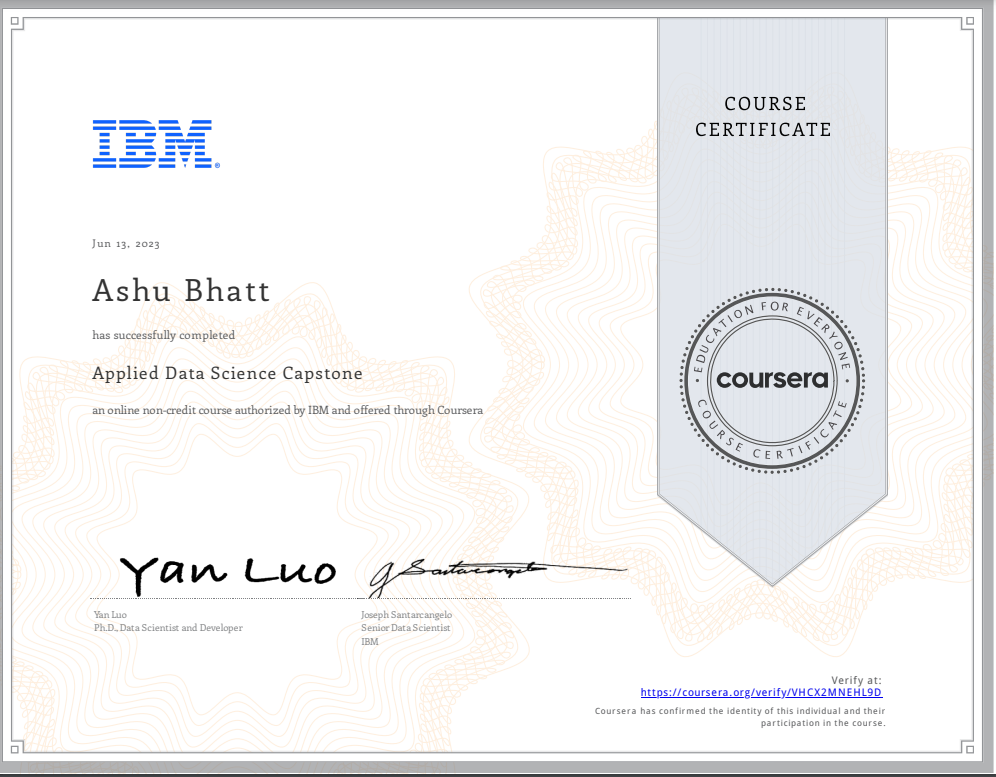 COURSE
CERTIFICATE
IBM®
Jun 13, 2023
Ashu Bhatt
has successfully completed
Applied Data Science Capstone
an online non-credit course authorized by IBM and offered through Coursera
EDUCATION FOR EVERYONE
coursera
COURSE CERTIFICATE
Yan Luo
J Santarcangelo
Yan Luo
Ph.D., Data Scientist and Developer
Joseph Santarcangelo
Senior Data Scientist
IBM
Verify at:
https://coursera.org/verify/VHCX2MNEHL9D
Coursera has confirmed the identity of this individual and their
participation in the course.